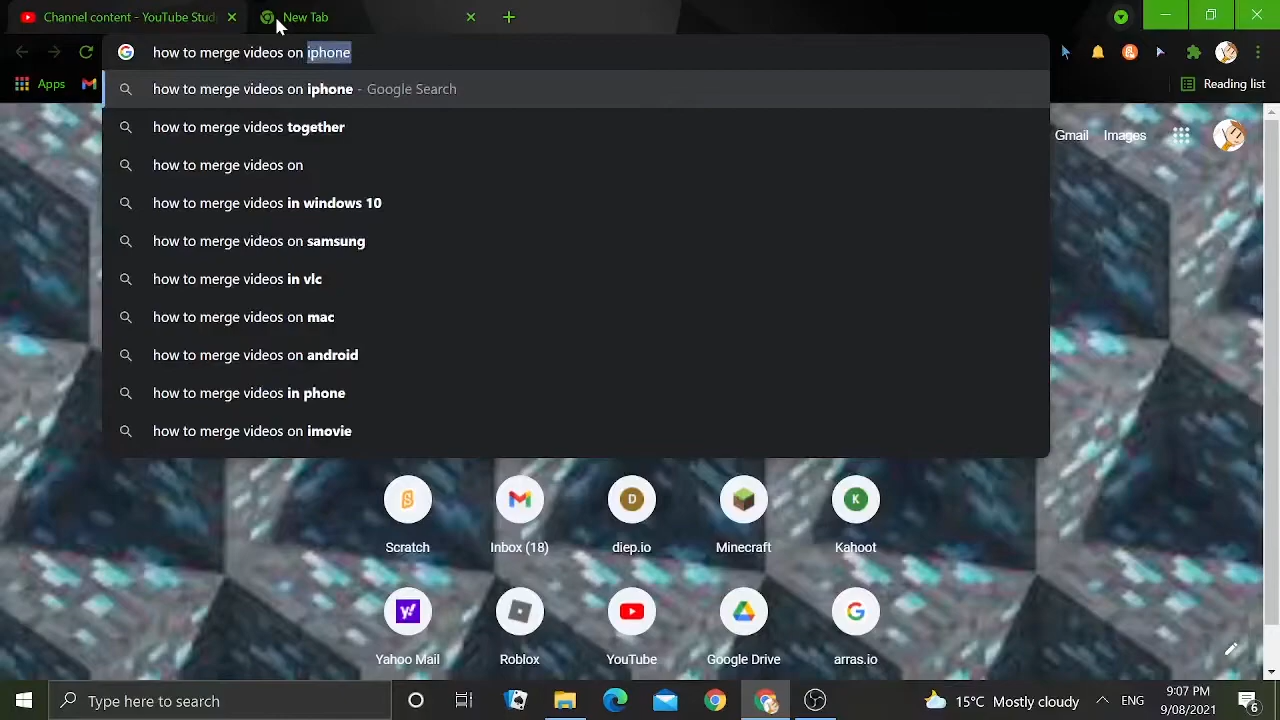 Channel content - YouTube Stud
New Tab
how to merge videos on iphone
Apps
Reading list
how to merge videos on iphone - Google Search
how to merge videos together
how to merge videos on
how to merge videos in windows 10
how to merge videos on samsung
how to merge videos in vlc
how to merge videos on mac
how to merge videos on android
how to merge videos in phone
how to merge videos on imovie
Gmail Images
D
K
Scratch
Inbox (18)
diep.io
Minecraft
Kahoot
Yahoo Mail
Roblox
YouTube
Google Drive
arras.io
Type here to search
15°C Mostly cloudy
ENG
9:07 PM
9/08/2021
6